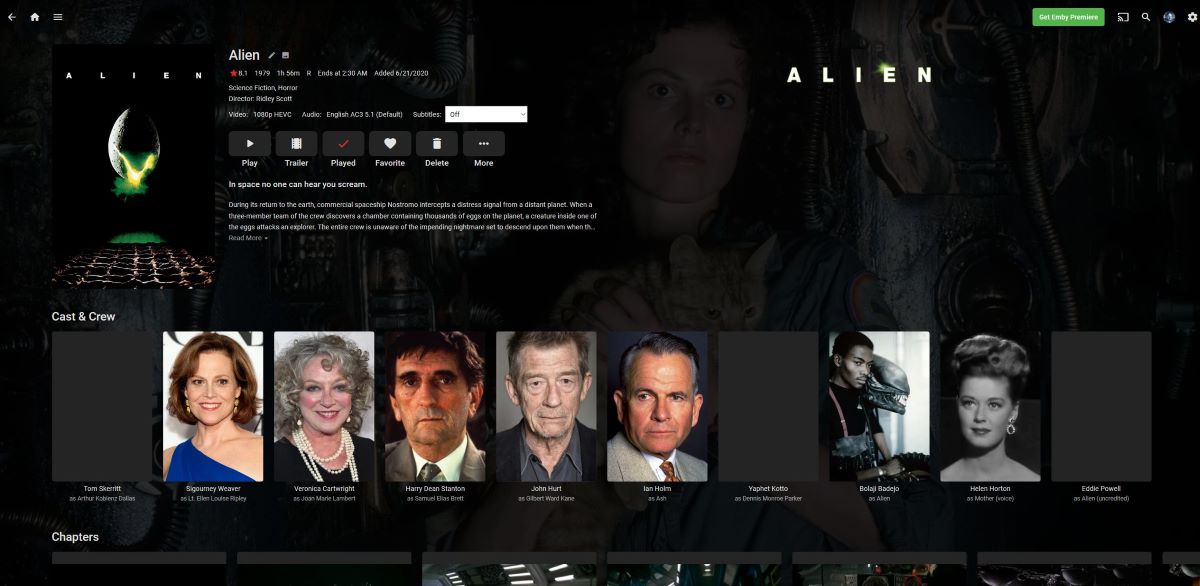 Get Emby Premiere
A L I E N
Alien
8.1 1979 1h 56m R Ends at 2:30 AM Added 6/21/2020
Science Fiction, Horror
Director: Ridley Scott
Video: 1080p HEVC Audio: English AC3 5.1 (Default) Subtitles: Off
Play Trailer Played Favorite Delete More
In space no one can hear you scream.
During its return to the earth, commercial spaceship Nostromo intercepts a distress signal from a distant planet. When a
three-member team of the crew discovers a chamber containing thousands of eggs on the planet, a creature inside one of
the eggs attacks an explorer. The entire crew is unaware of the impending nightmare set to descend upon them when th...
Read More
A L I E N
Cast & Crew
Tom Skerritt
as Arthur Koblenz Dallas
Sigourney Weaver
as Lt. Ellen Louise Ripley
Veronica Cartwright
as Joan Marie Lambert
Harry Dean Stanton
as Samuel Elias Brett
John Hurt
as Gilbert Ward Kane
Ian Holm
as Ash
Yaphet Kotto
as Dennis Monroe Parker
Bolaji Badejo
as Alien
Helen Horton
as Mother (voice)
Eddie Powell
as Alien (uncredited)
Chapters